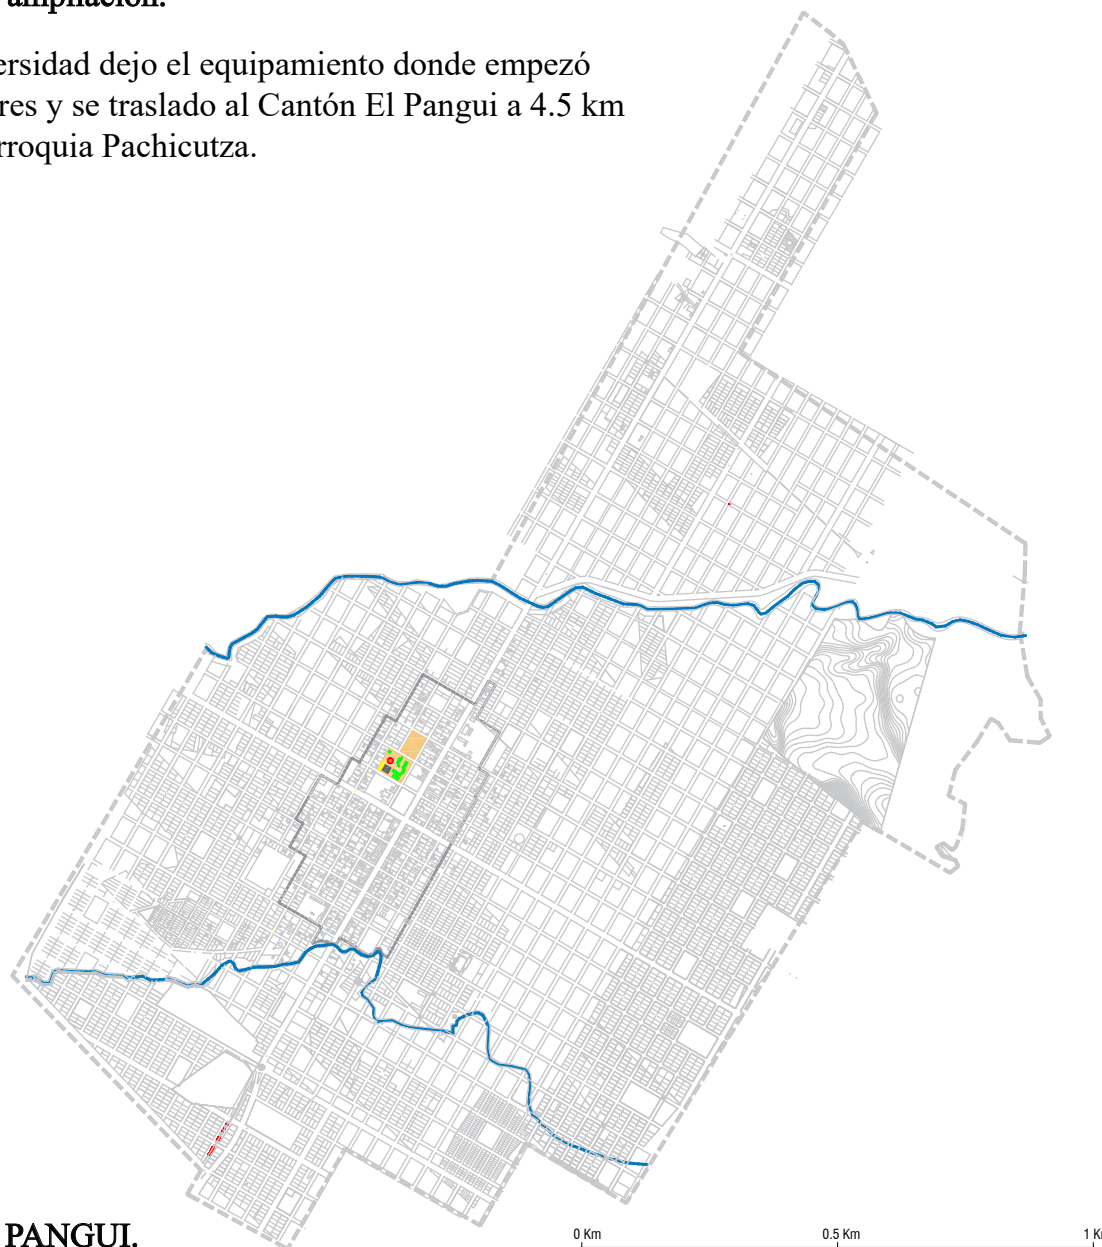 ampliación.
ersidad dejo el equipamiento donde empezó
res y se traslado al Cantón El Pangui a 4.5 km
rroquia Pachicutza.
PANGUI.
0 Km 0.5 Km 1 K